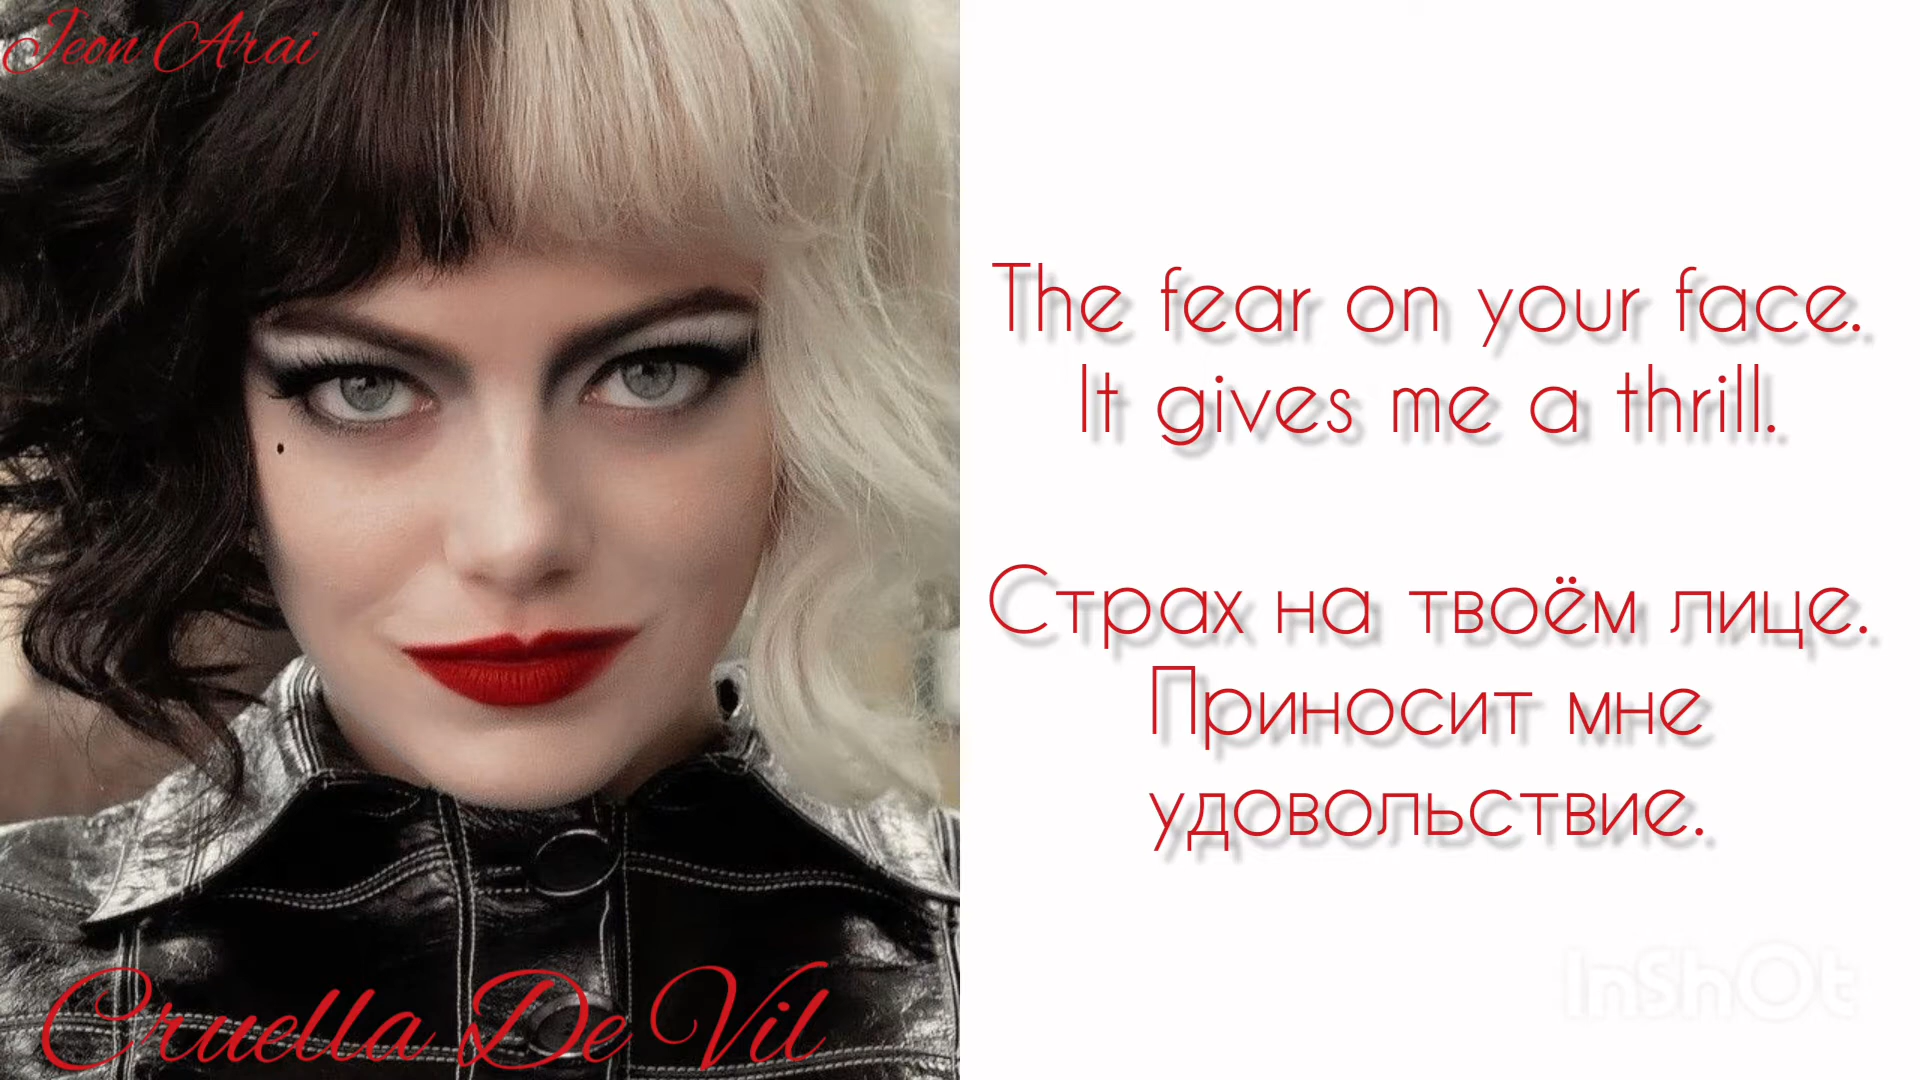 Jeon Arai
The fear on your face.
It gives me a thrill.
Страх на твоём лице.
Приносит мне
удовольствие.
Cruella De Vil
InShOt